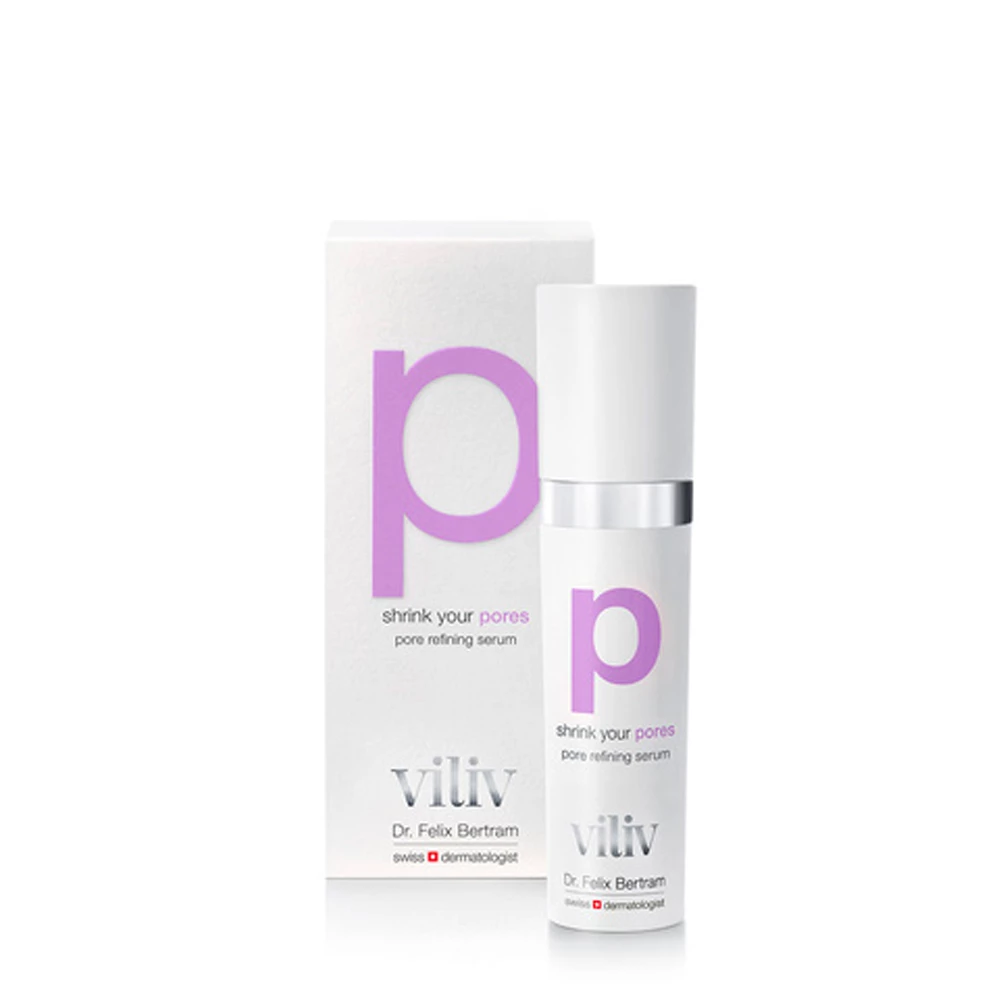 p
shrink your pores
pore refining serum
viliv
Dr. Felix Bertram
swiss dermatologist
p
shrink your pores
pore refining serum
viliv
Dr. Felix Bertram
swiss dermatologist